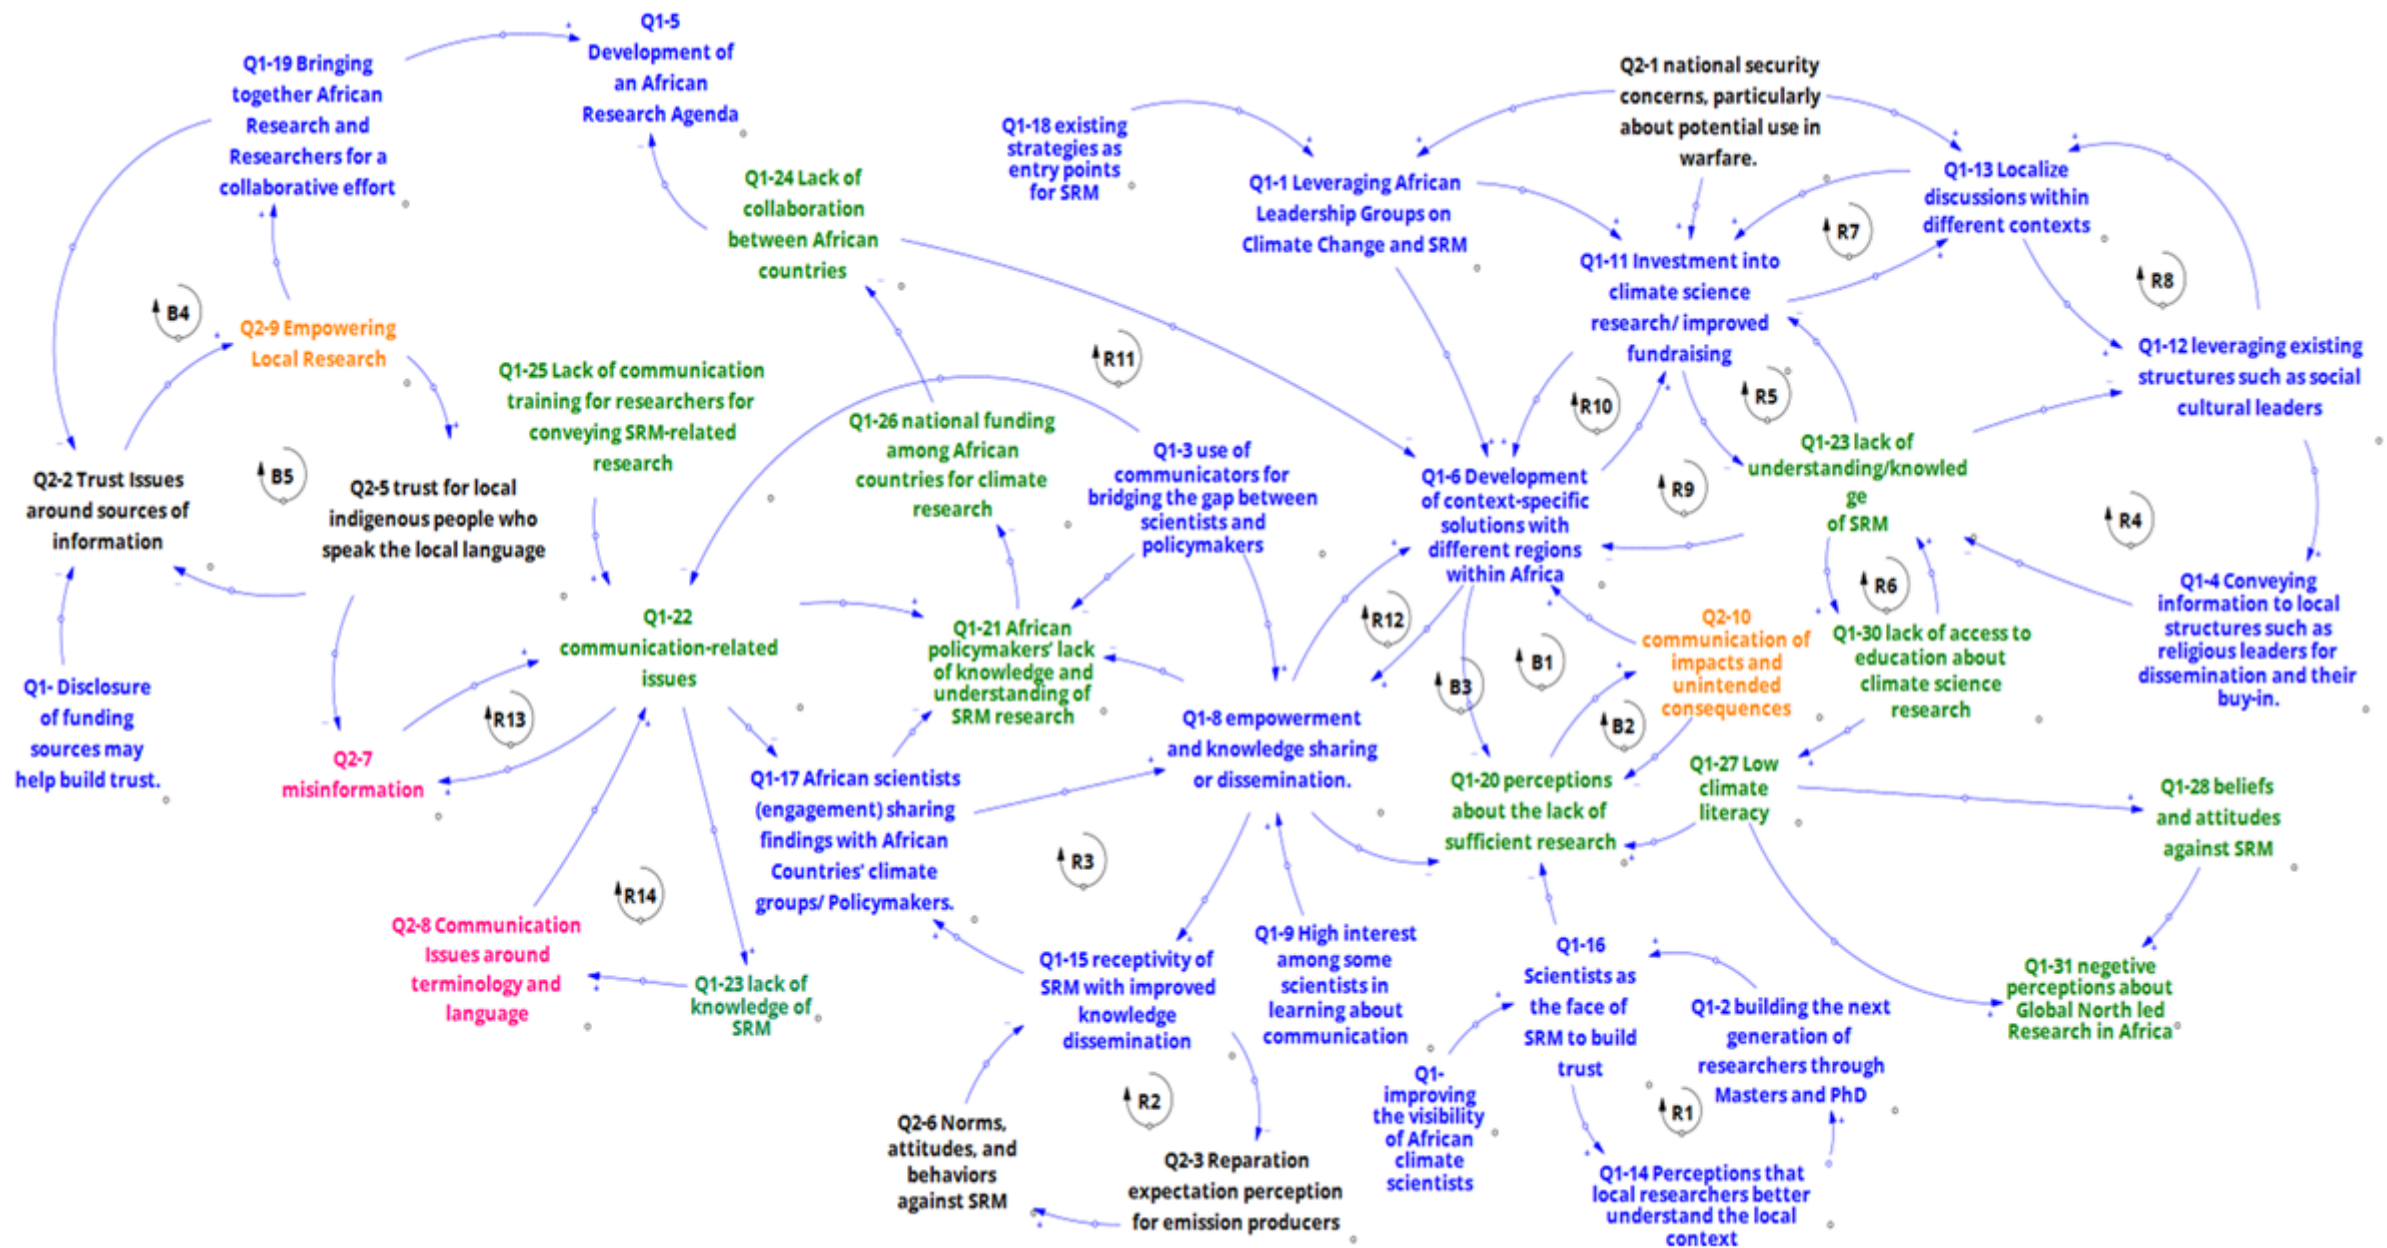 Q1-5
Development of
an African
Research Agenda
Q1-19 Bringing
together African
Research and
Researchers for a
collaborative effort
Q2-1 national security
concerns, particularly
about potential use in
warfare.
Q1-18 existing
strategies as
entry points
for SRM
Q1-24 Lack of
collaboration
between African
countries
Q1-1 Leveraging African
Leadership Groups on
Climate Change and SRM
Q1-13 Localize
discussions within
different contexts
R7
R8
Q1-11 Investment into
climate science
research/ improved
fundraising
B4
Q2-9 Empowering
Local Research
R11
Q1-12 leveraging existing
structures such as social
cultural leaders
Q1-25 Lack of communication
training for researchers for
conveying SRM-related
research
R10
R5
Q1-26 national funding
among African
countries for climate
research
Q1-3 use of
communicators for
bridging the gap between
scientists and
policymakers
Q1-6 Development
of context-specific
solutions with
different regions
within Africa
R9
Q1-23 lack of
understanding/knowled
ge
of SRM
R4
Q2-2 Trust Issues
around sources of
information
B5
Q2-5 trust for local
indigenous people who
speak the local language
Q1-4 Conveying
information to local
structures such as
religious leaders for
dissemination and their
buy-in.
R6
Q1-30 lack of access to
education about
climate science
research
Q2-10
communication of
impacts and
unintended
consequences
R12
B1
B3
B2
Q1-22
communication-related
issues
Q1-21 African
policymakers' lack
of knowledge and
understanding of
SRM research
Q1- Disclosure
of funding
sources may
help build trust.
R13
Q2-7
misinformation
Q1-8 empowerment
and knowledge sharing
or dissemination.
Q1-17 African scientists
(engagement) sharing
findings with African
Countries' climate
groups/ Policymakers.
Q1-20 perceptions
about the lack of
sufficient research
Q1-27 Low
climate
literacy
Q1-28 beliefs
and attitudes
against SRM
R3
R14
Q2-8 Communication
Issues around
terminology and
language
Q1-23 lack of
knowledge of
SRM
Q1-15 receptivity of
SRM with improved
knowledge
dissemination
Q1-9 High interest
among some
scientists in
learning about
communication
Q1-16
Scientists as
the face of
SRM to build
trust
Q1-2 building the next
generation of
researchers through
Masters and PhD
Q1-31 negetive
perceptions about
Global North led
Research in Africa
Q1-
improving
the visibility
of African
climate
scientists
R2
R1
Q2-6 Norms,
attitudes, and
behaviors
against SRM
Q2-3 Reparation
expectation perception
for emission producers
Q1-14 Perceptions that
local researchers better
understand the local
context